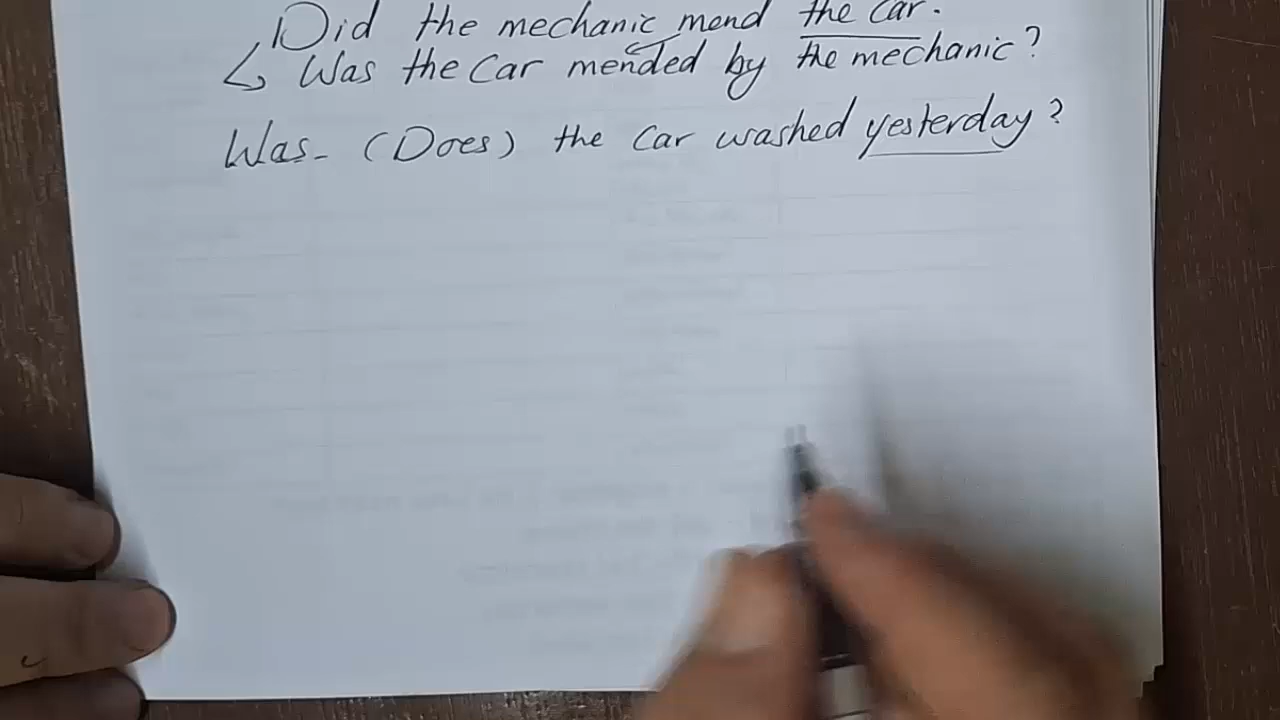 Did the mechanic mend the car.
↳ Was the Car mended by the mechanic?
Was- (Does) the Car washed yesterday?